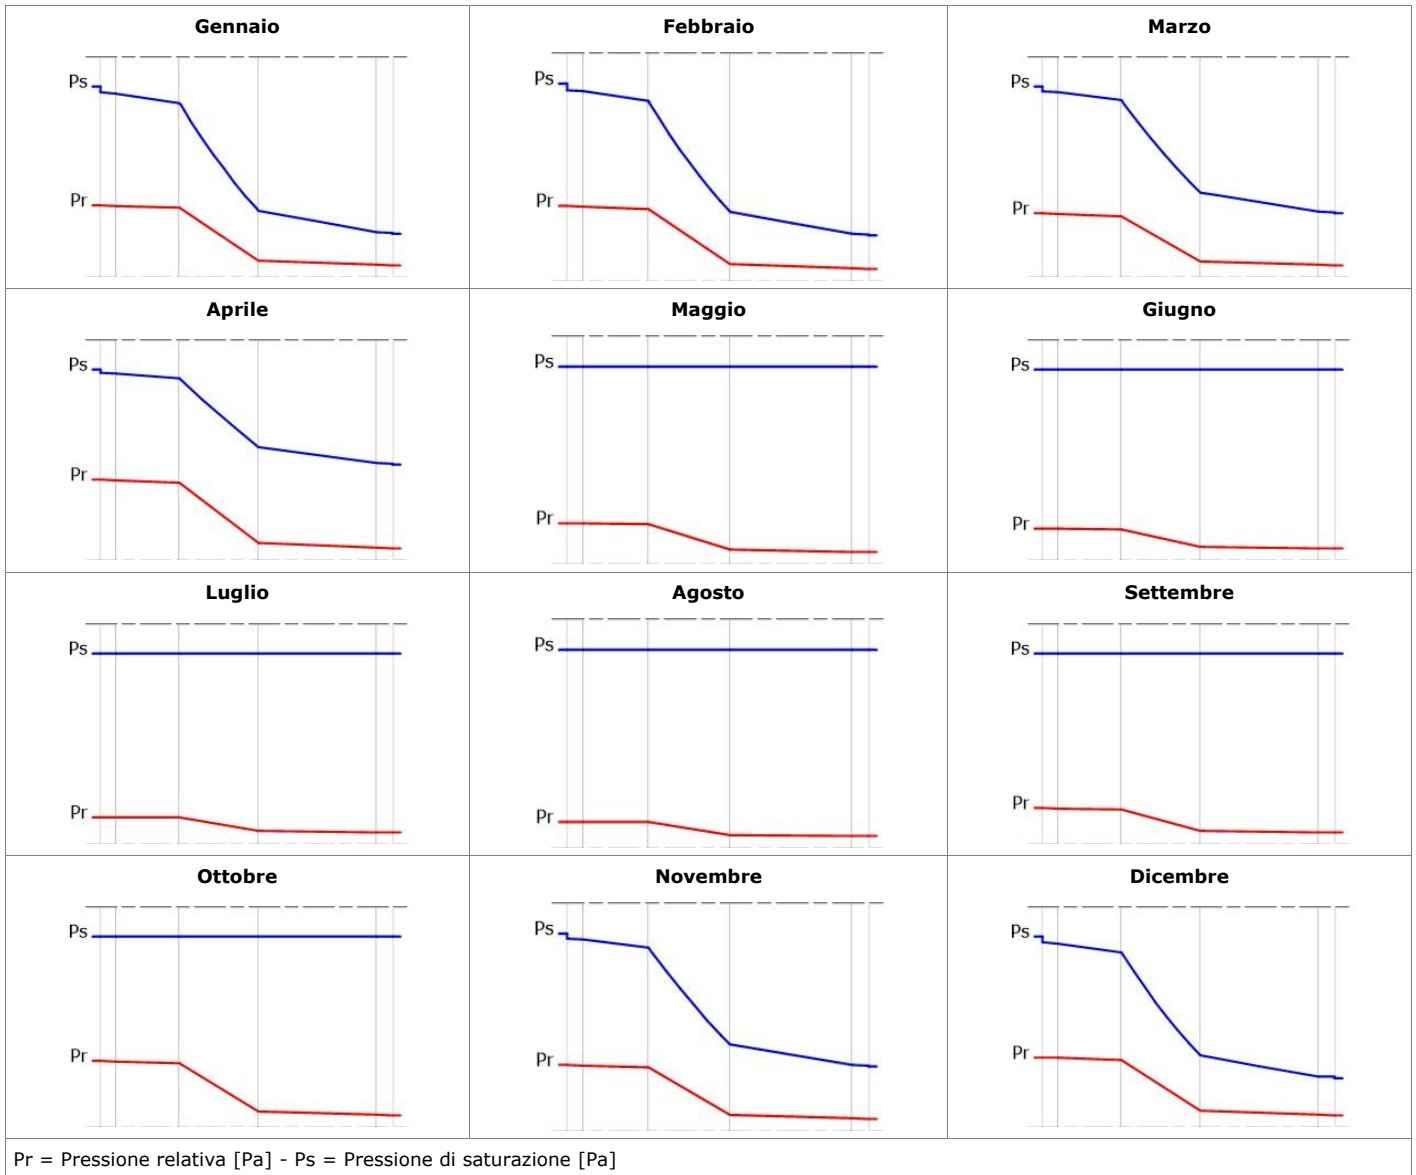 Gennaio
Febbraio
Marzo
Ps
Pr
Ps
Pr
Ps
Pr
Aprile
Maggio
Giugno
Ps
Pr
Ps
Pr
Ps
Pr
Luglio
Agosto
Settembre
Ps
Pr
Ps
Pr
Ps
Pr
Ottobre
Novembre
Dicembre
Ps
Pr
Ps
Pr
Ps
Pr
Pr = Pressione relativa [Pa] - Ps = Pressione di saturazione [Pa]